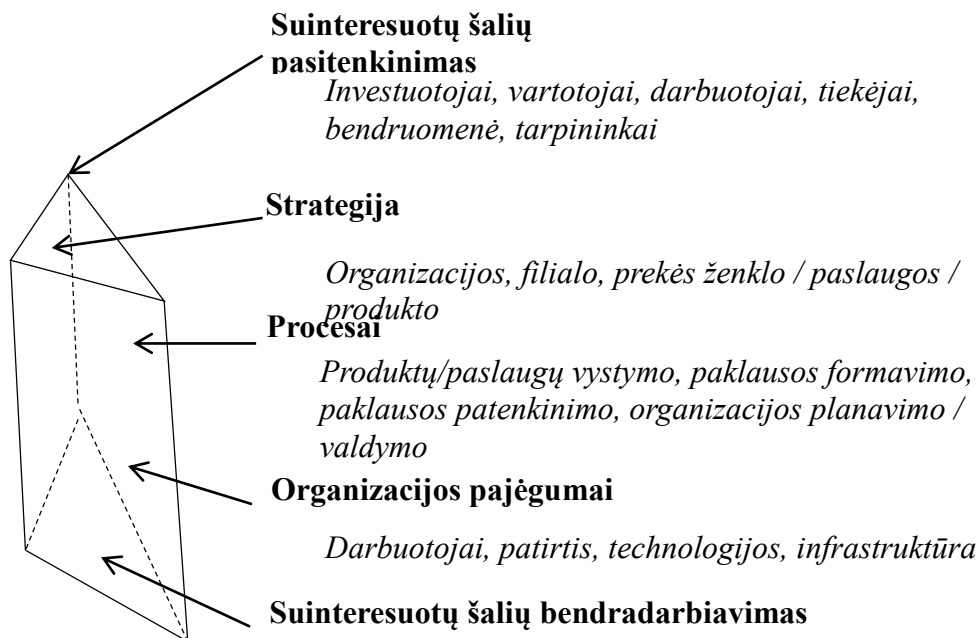 Suinteresuotų šalių
pasitenkinimas
Investuotojai, vartotojai, darbuotojai, tiekėjai,
bendruomenė, tarpininkai
Strategija
Organizacijos, filialo, prekės ženklo / paslaugos /
produkto
Procesai
Produktų/paslaugų vystymo, paklausos formavimo,
paklausos patenkinimo, organizacijos planavimo /
valdymo
Organizacijos pajėgumai
Darbuotojai, patirtis, technologijos, infrastruktūra
Suinteresuotų šalių bendradarbiavimas